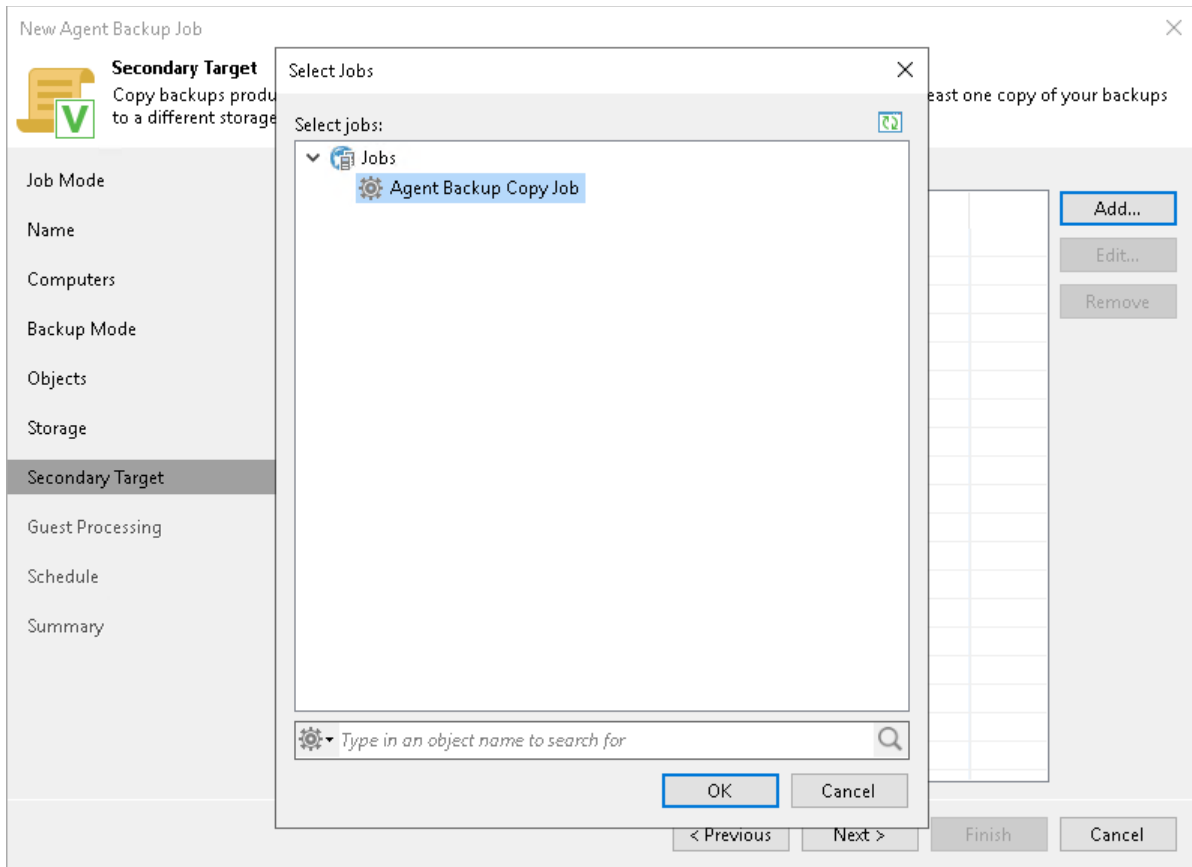 New Agent Backup Job
Secondary Target
Copy backups produ
east one copy of your backups
to a different storage
Select Jobs
Select jobs:
Jobs
Agent Backup Copy Job
Type in an object name to search for
OK
Cancel
Job Mode
Name
Computers
Backup Mode
Objects
Storage
Secondary Target
Guest Processing
Schedule
Summary
Add...
Edit...
Remove
< Previous
Next >
Finish
Cancel